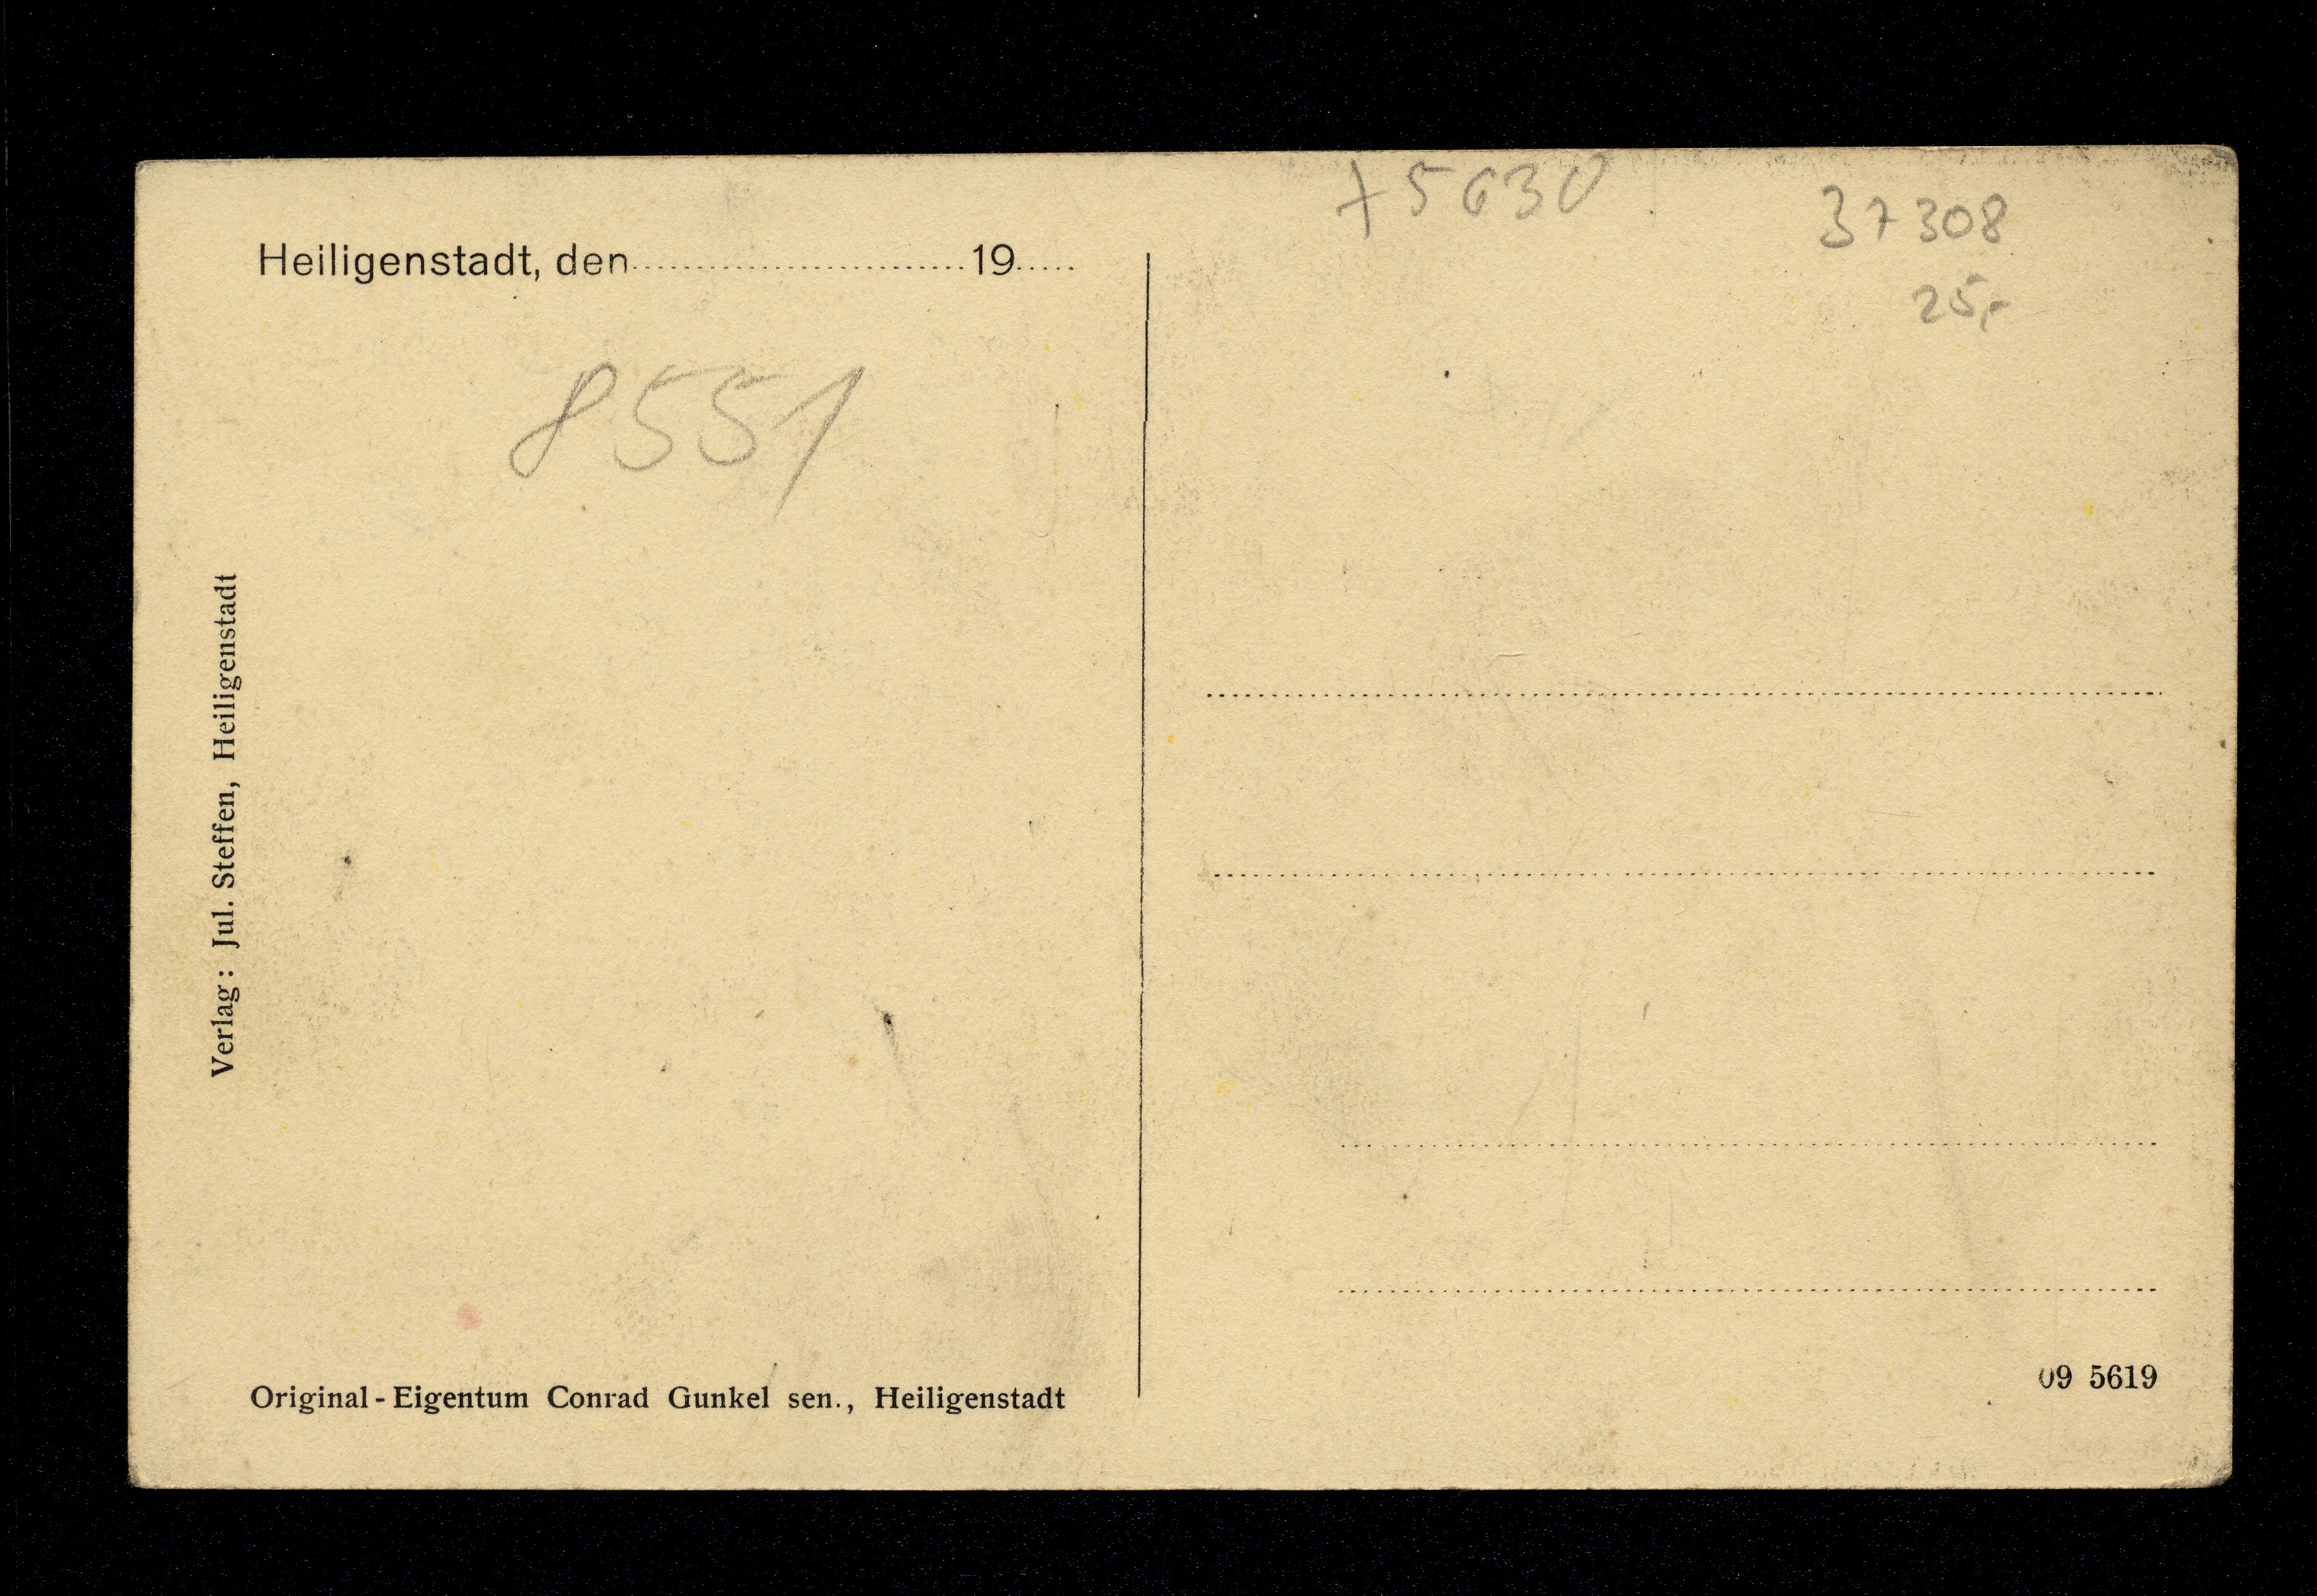 Heiligenstadt, den 19
8551
Verlag: Jul. Steffen, Heiligenstadt
Original-Eigentum Conrad Gunkel sen., Heiligenstadt
+5630
37308
25,-
09 5619